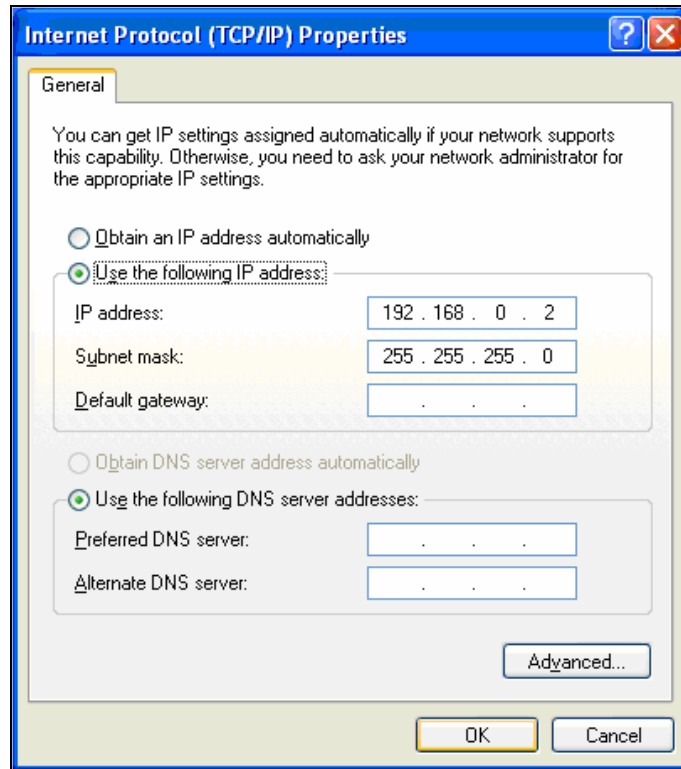 Internet Protocol (TCP/IP) Properties
General
You can get IP settings assigned automatically if your network supports
this capability. Otherwise, you need to ask your network administrator for
the appropriate IP settings.
Obtain an IP address automatically
Use the following IP address:
IP address: 192 . 168 . 0 . 2
Subnet mask: 255 . 255 . 255 . 0
Default gateway: . . .
Obtain DNS server address automatically
Use the following DNS server addresses:
Preferred DNS server: . . .
Alternate DNS server: . . .
Advanced...
OK Cancel